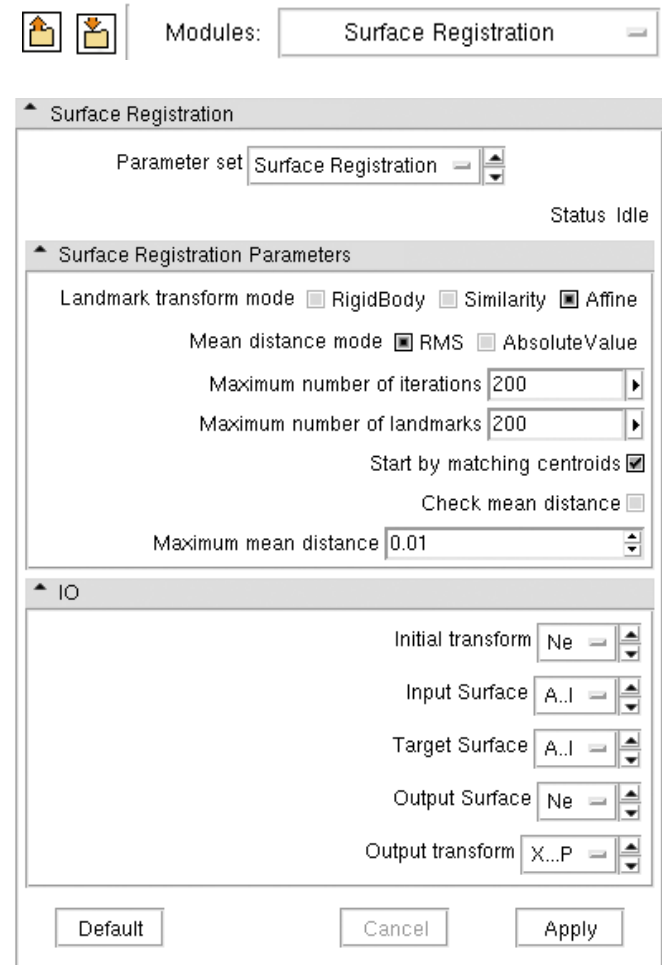 Modules: Surface Registration
Surface Registration
Parameter set Surface Registration
Status Idle
Surface Registration Parameters
Landmark transform mode RigidBody Similarity Affine
Mean distance mode RMS AbsoluteValue
Maximum number of iterations 200
Maximum number of landmarks 200
Start by matching centroids
Check mean distance
Maximum mean distance 0.01
IO
Initial transform Ne
Input Surface A..l
Target Surface A..l
Output Surface Ne
Output transform X...P
Default Cancel Apply